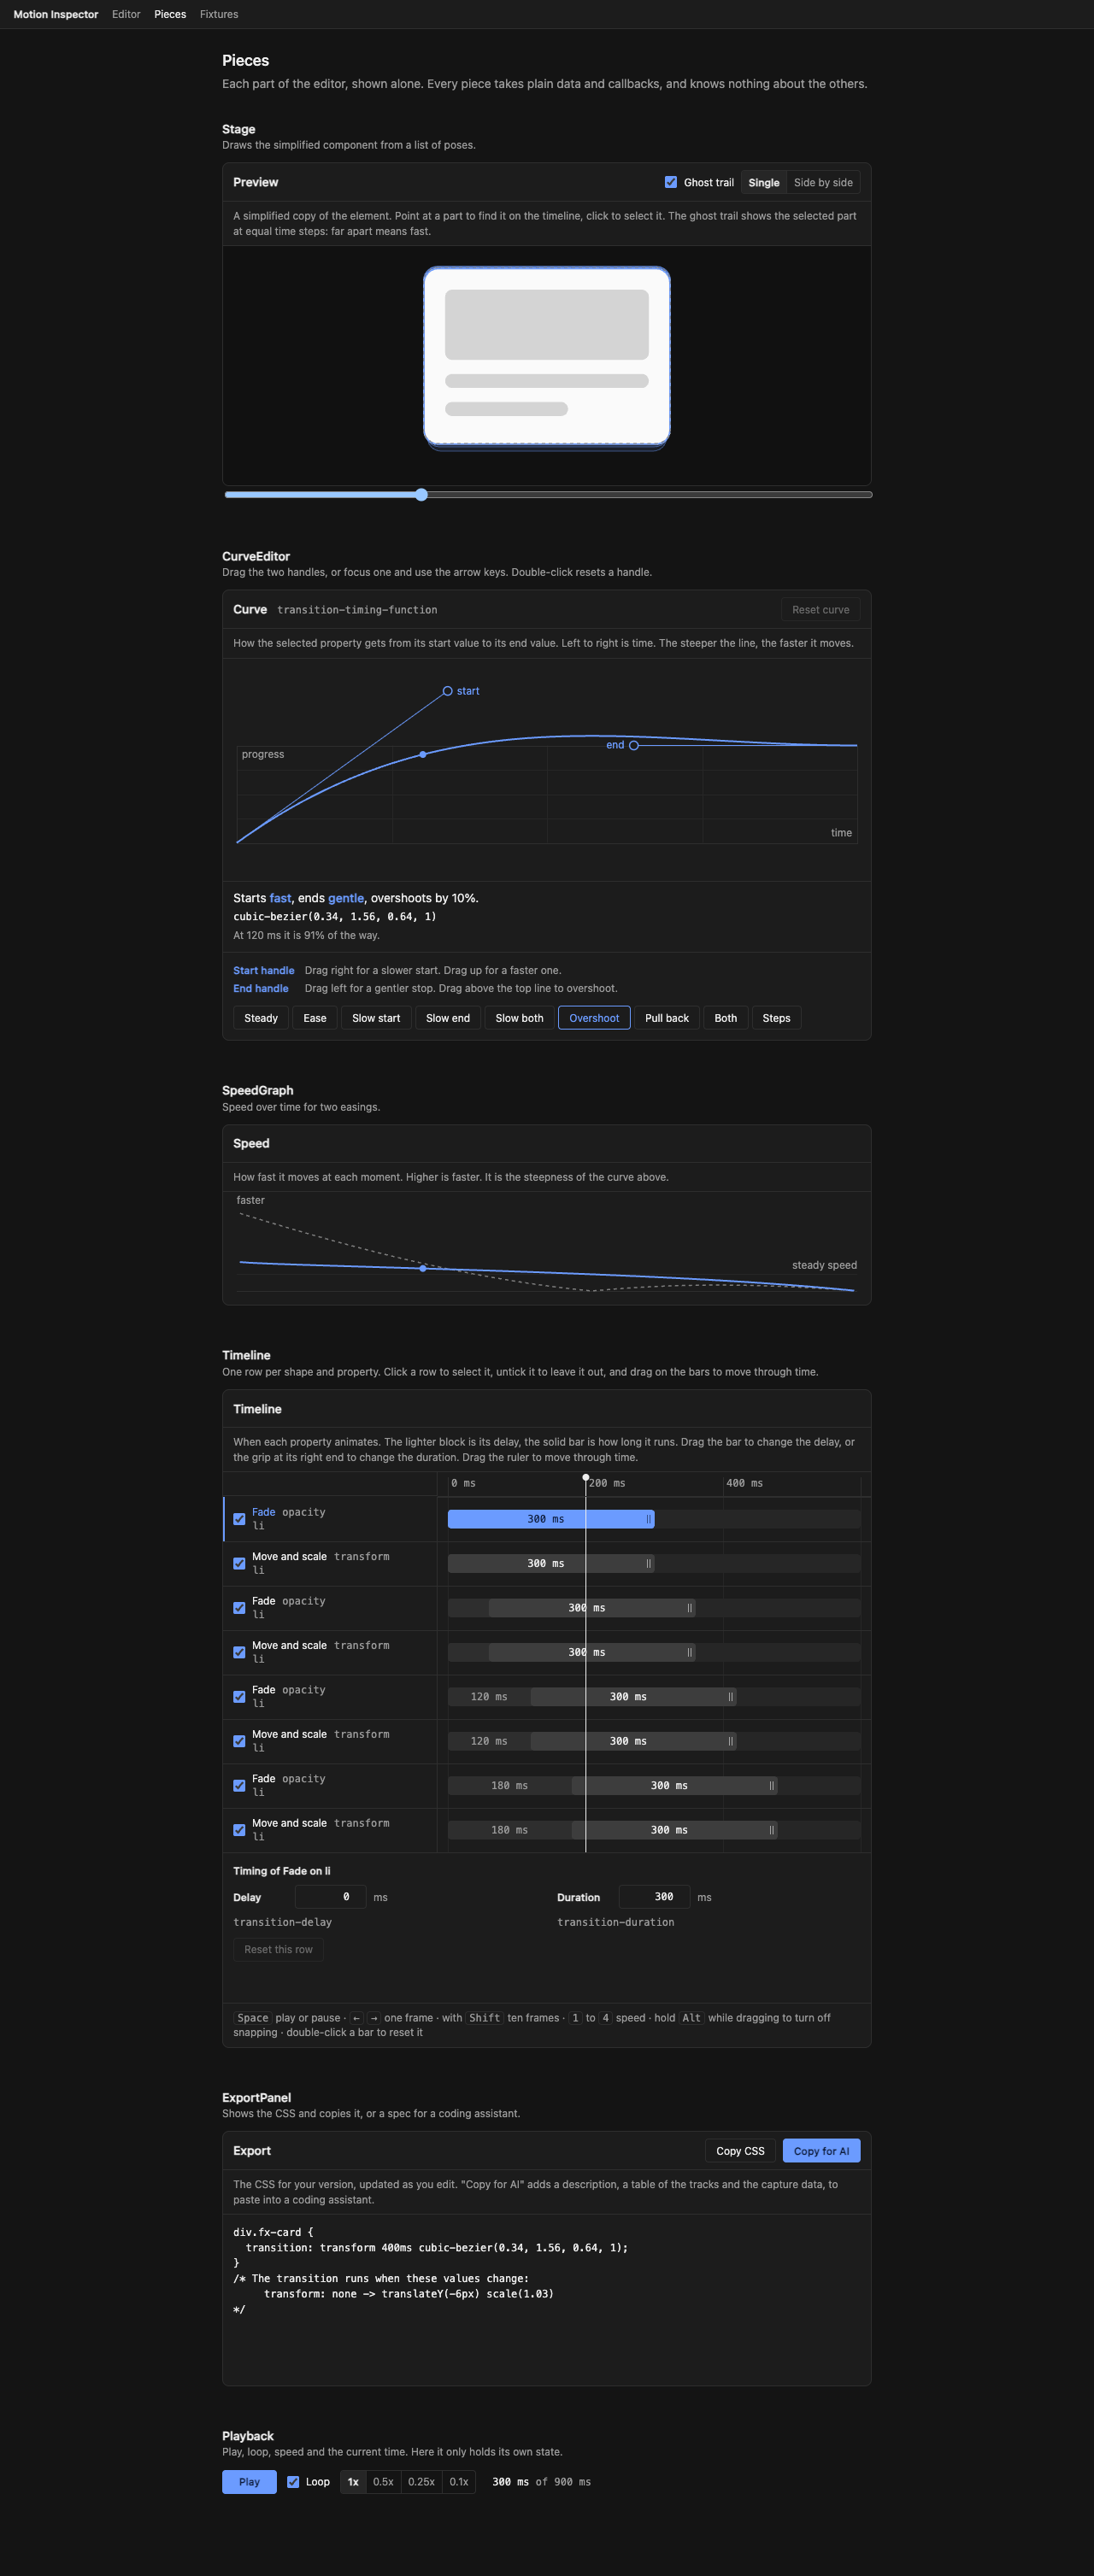 Motion Inspector Editor Pieces Fixtures
Pieces
Each part of the editor, shown alone. Every piece takes plain data and callbacks, and knows nothing about the others.
Stage
Draws the simplified component from a list of poses.
Preview Ghost trail Single Side by side
A simplified copy of the element. Point at a part to find it on the timeline, click to select it. The ghost trail shows the selected part
at equal time steps: far apart means fast.
CurveEditor
Drag the two handles, or focus one and use the arrow keys. Double-click resets a handle.
Curve transition-timing-function Reset curve
How the selected property gets from its start value to its end value. Left to right is time. The steeper the line, the faster it moves.
start
end
progress
time
Starts fast, ends gentle, overshoots by 10%.
cubic-bezier(0.34, 1.56, 0.64, 1)
At 120 ms it is 91% of the way.
Start handle Drag right for a slower start. Drag up for a faster one.
End handle Drag left for a gentler stop. Drag above the top line to overshoot.
Steady Ease Slow start Slow end Slow both Overshoot Pull back Both Steps
SpeedGraph
Speed over time for two easings.
Speed
How fast it moves at each moment. Higher is faster. It is the steepness of the curve above.
faster
steady speed
Timeline
One row per shape and property. Click a row to select it, untick it to leave it out, and drag on the bars to move through time.
Timeline
When each property animates. The lighter block is its delay, the solid bar is how long it runs. Drag the bar to change the delay, or
the grip at its right end to change the duration. Drag the ruler to move through time.
0 ms 200 ms 400 ms
Fade opacity 300 ms
li
Move and scale transform 300 ms
li
Fade opacity 300 ms
li
Move and scale transform 300 ms
li
Fade opacity 120 ms 300 ms
li
Move and scale transform 120 ms 300 ms
li
Fade opacity 180 ms 300 ms
li
Move and scale transform 180 ms 300 ms
li
Timing of Fade on li
Delay 0 ms Duration 300 ms
transition-delay transition-duration
Reset this row
Space play or pause · ← → one frame · with Shift ten frames · 1 to 4 speed · hold Alt while dragging to turn off
snapping · double-click a bar to reset it
ExportPanel
Shows the CSS and copies it, or a spec for a coding assistant.
Export Copy CSS Copy for AI
The CSS for your version, updated as you edit. "Copy for AI" adds a description, a table of the tracks and the capture data, to
paste into a coding assistant.
div.fx-card {
transition: transform 400ms cubic-bezier(0.34, 1.56, 0.64, 1);
}
/* The transition runs when these values change:
transform: none -> translateY(-6px) scale(1.03)
*/
Playback
Play, loop, speed and the current time. Here it only holds its own state.
Play Loop 1x 0.5x 0.25x 0.1x 300 ms of 900 ms